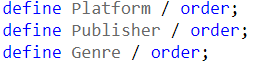 define Platform / order;
define Publisher / order;
define Genre / order;